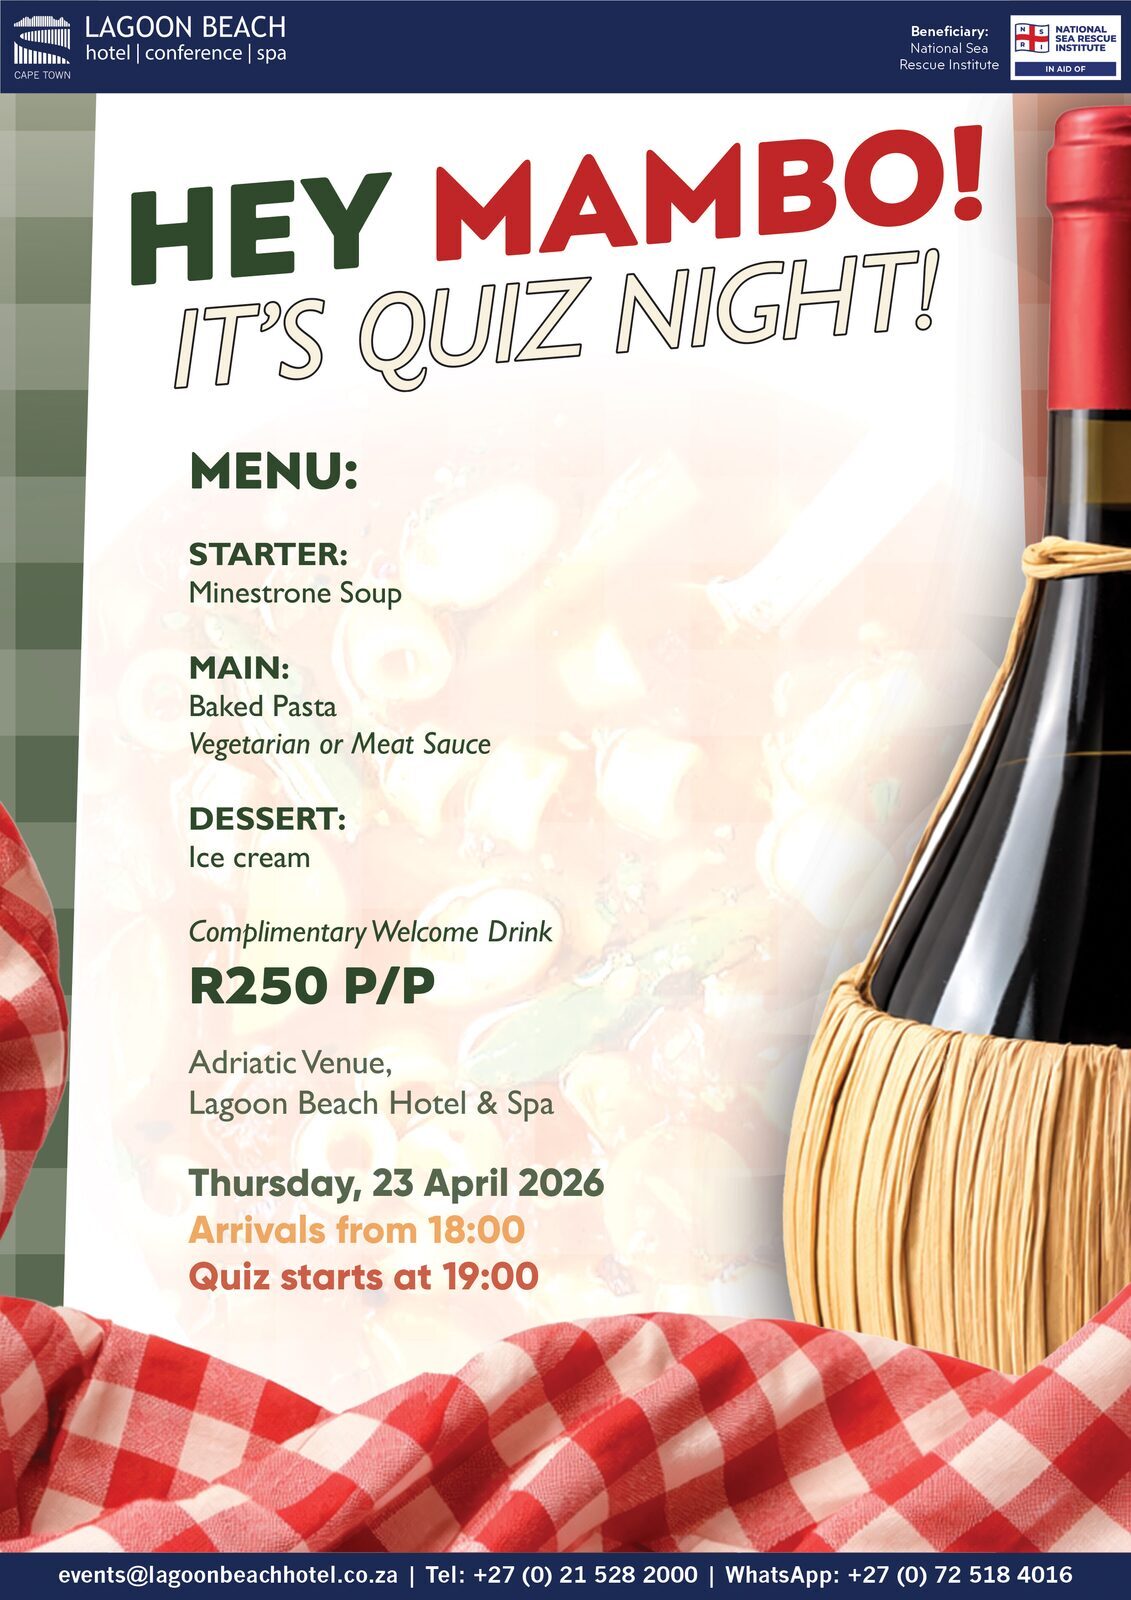 LAGOON BEACH
hotel | conference | spa
CAPE TOWN
Beneficiary:
National Sea
Rescue Institute
N S
R I
NATIONAL
SEA RESCUE
INSTITUTE
IN AID OF
HEY MAMBO!
IT'S QUIZ NIGHT!
MENU:
STARTER:
Minestrone Soup
MAIN:
Baked Pasta
Vegetarian or Meat Sauce
DESSERT:
Ice cream
Complimentary Welcome Drink
R250 P/P
Adriatic Venue,
Lagoon Beach Hotel & Spa
Thursday, 23 April 2026
Arrivals from 18:00
Quiz starts at 19:00
events@lagoonbeachhotel.co.za | Tel: +27 (0) 21 528 2000 | WhatsApp: +27 (0) 72 518 4016